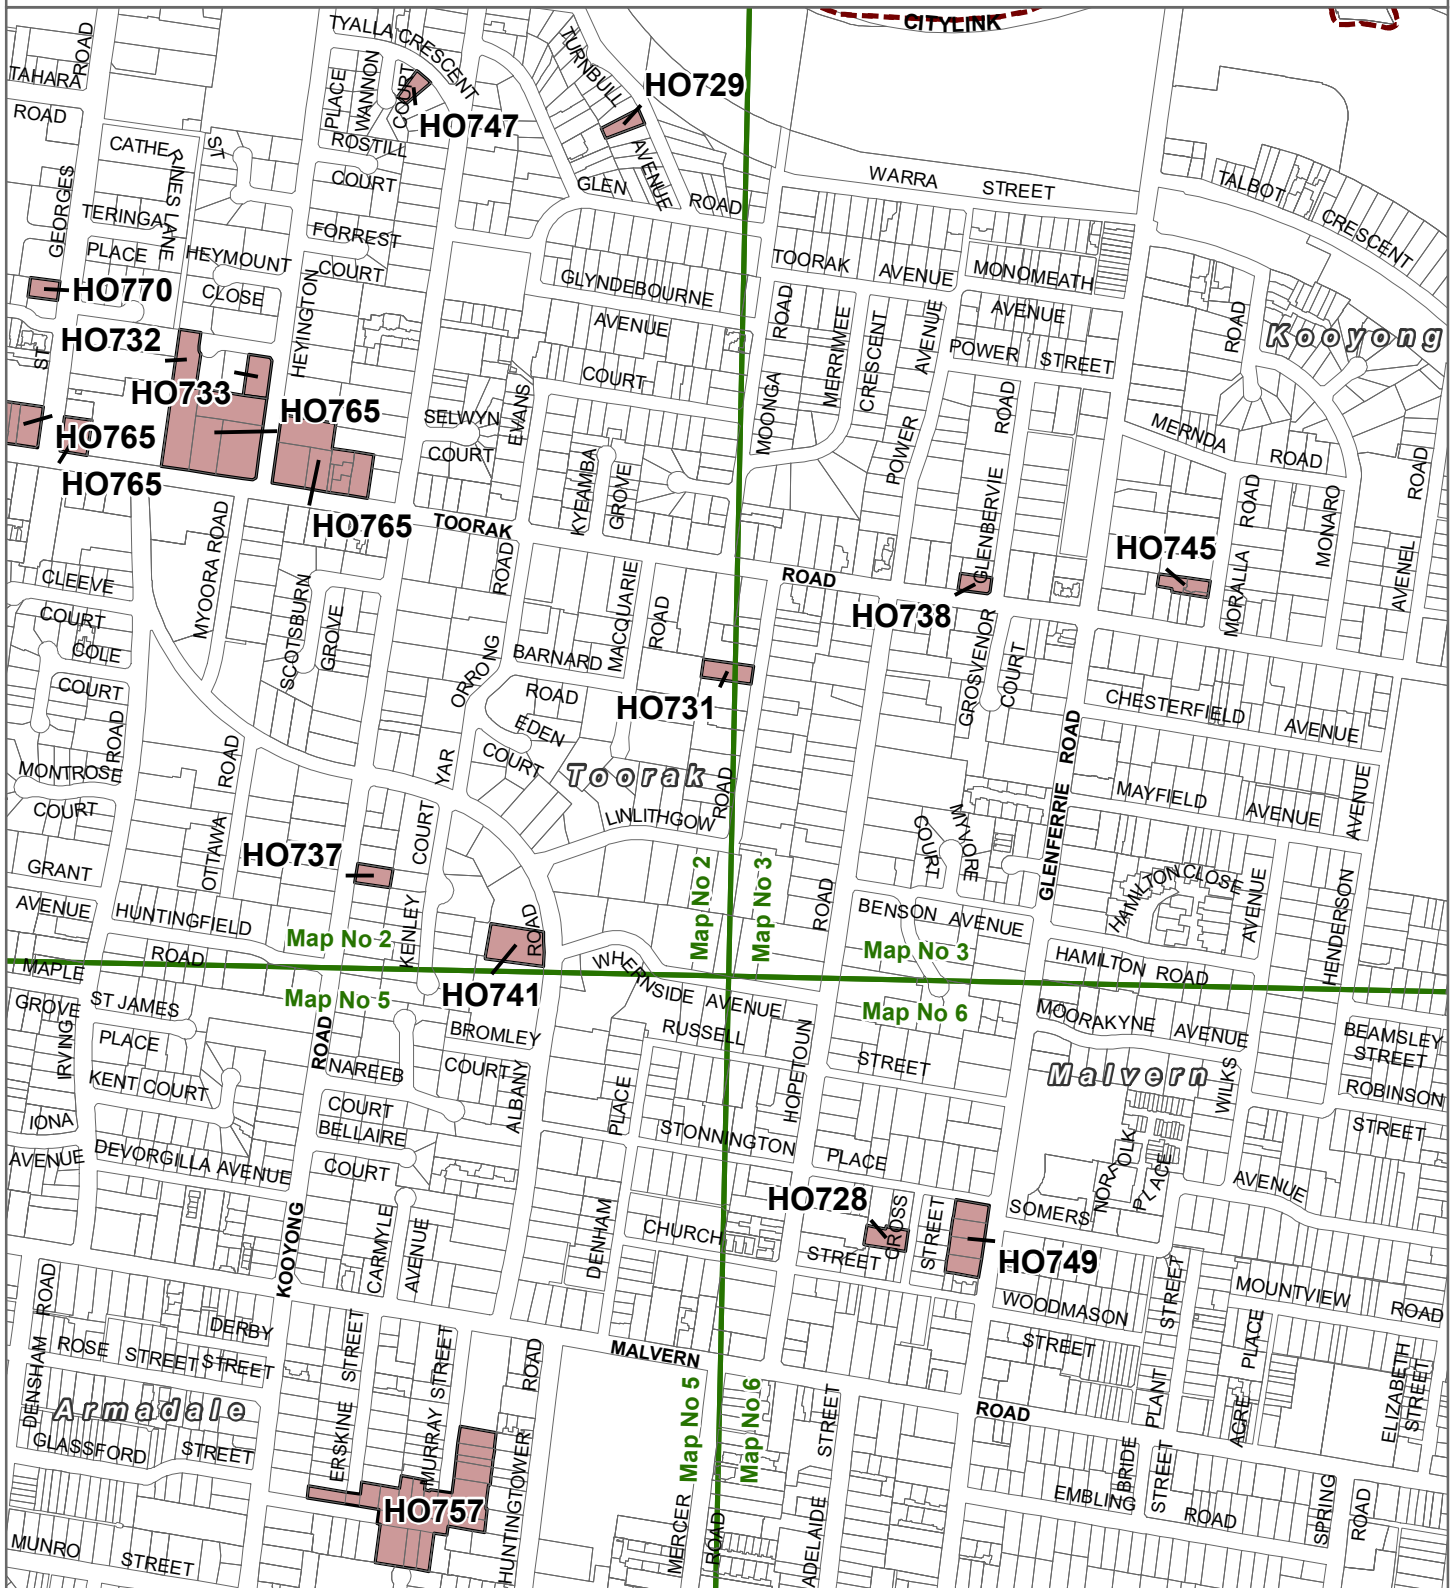 CITYLINK
TYALLA CRESCENT
TURNBULL
AVENUE
HO729
ROAD
TAHARA
ROAD
PLACE
WANNON
COURT
HO747
ROSTILL
COURT
CATHE
RINES LANE
ST
GLEN
ROAD
WARRA
STREET
TALBOT
CRESCENT
GEORGES
TERINGA
PLACE
FORREST
COURT
HEYMOUNT
CLOSE
TOORAK
AVENUE
MONOMEATH
AVENUE
GLYNDEBOURNE
AVENUE
HO770
HEYINGTON
ROAD
MERRIWEE
CRESCENT
AVENUE
POWER
STREET
ROAD
Kooyong
HO732
ST
HO733
COURT
HO765
SELWYN
COURT
EVANS
MOONGA
POWER
ROAD
MERNDA
ROAD
HO765
HO765
KYEAMBA
GROVE
GLENBERVIE
ROAD
MONARO
ROAD
HO765
TOORAK
ROAD
HO745
MYOORA ROAD
ROAD
CLEEVE
COURT
SCOTSBURN
GROVE
MACQUARIE
ROAD
HO738
MORALLA
AVENEL
COLE
COURT
ROAD
ORRONG
BARNARD
ROAD
HO731
GROSVENOR
COURT
CHESTERFIELD
AVENUE
EDEN
COURT
ROAD
MONTROSE
COURT
YAR
Toorak
ROAD
LINLITHGOW
GLENFERRIE
ROAD
MAYFIELD
AVENUE
AVENUE
COURT
HO737
OTTAWA
GRANT
AVENUE
COURT
MYVORE
HAMILTON
CLOSE
Map No 2
Map No 3
ROAD
BENSON
AVENUE
AVENUE
HENDERSON
HUNTINGFIELD
ROAD
Map No 2
KENLEY
ROAD
Map No 3
HAMILTON
ROAD
MAPLE
GROVE
WHERNSIDE
AVENUE
Map No 5
HO741
Map No 6
ST JAMES
PLACE
BROMLEY
COURT
RUSSELL
STREET
MOORAKYNE
AVENUE
BEAMSLEY
STREET
IRVING
ROAD
NAREEB
COURT
HOPETOUN
Malvern
WILKS
ROBINSON
STREET
KENT COURT
ALBANY
PLACE
IONA
AVENUE
BELLAIRE
COURT
STONNINGTON
PLACE
NORFOLK
PLACE
AVENUE
DEVORGILLA AVENUE
HO728
CROSS
STREET
SOMERS
CHURCH
STREET
DENHAM
CARMYLE
AVENUE
KOOYONG
HO749
MOUNTVIEW
ROAD
WOODMASON
STREET
STREET
ROAD
DERBY
STREET
ROSE
STREET
STREET
STREET
ROAD
MALVERN
ROAD
PLACE
DENSHAM
Armadale
GLASSFORD
STREET
ERSKINE
MURRAY
HUNTINGTOWER
Map No 5
Map No 6
STREET
PLANT
ACRE
ELIZABETH
STREET
BRIDE
STREET
EMBLING
ROAD
SPRING
ROAD
HO757
MUNRO
STREET
MERCER
ROAD
ADELAIDE